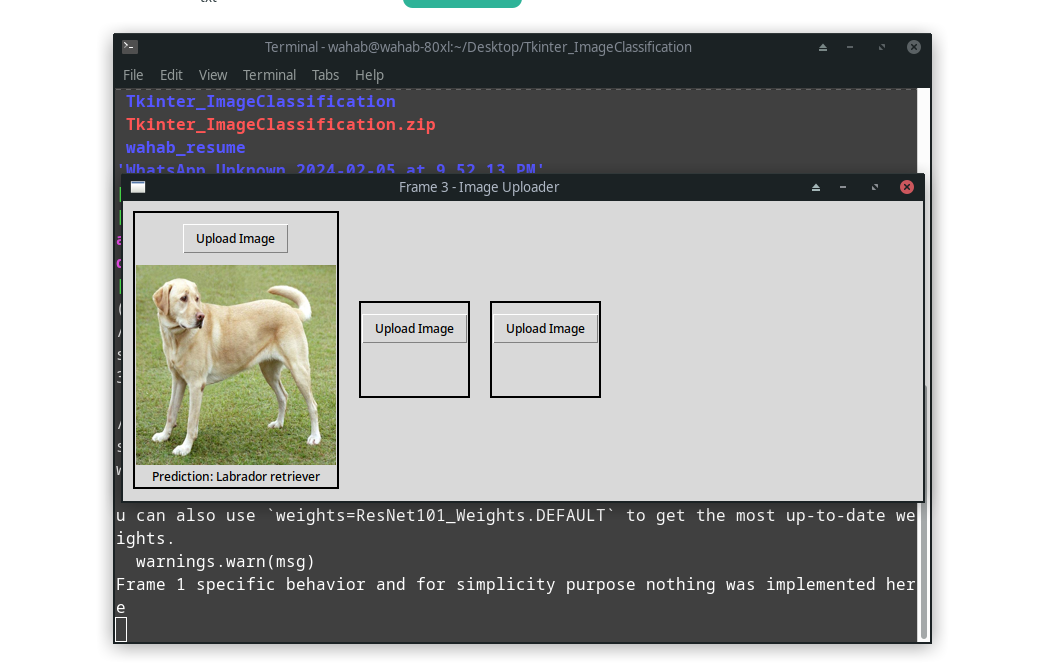 Terminal - wahab@wahab-80xl:~/Desktop/Tkinter_ImageClassification
File Edit View Terminal Tabs Help
Tkinter_ImageClassification
Tkinter_ImageClassification.zip
wahab_resume
'WhatsApp Unknown 2024-02-05 at 9.52.13 PM'
Frame 3 - Image Uploader
Upload Image
Upload Image Upload Image
Prediction: Labrador retriever
u can also use `weights=ResNet101_Weights.DEFAULT` to get the most up-to-date we
ights.
warnings.warn(msg)
Frame 1 specific behavior and for simplicity purpose nothing was implemented her
e